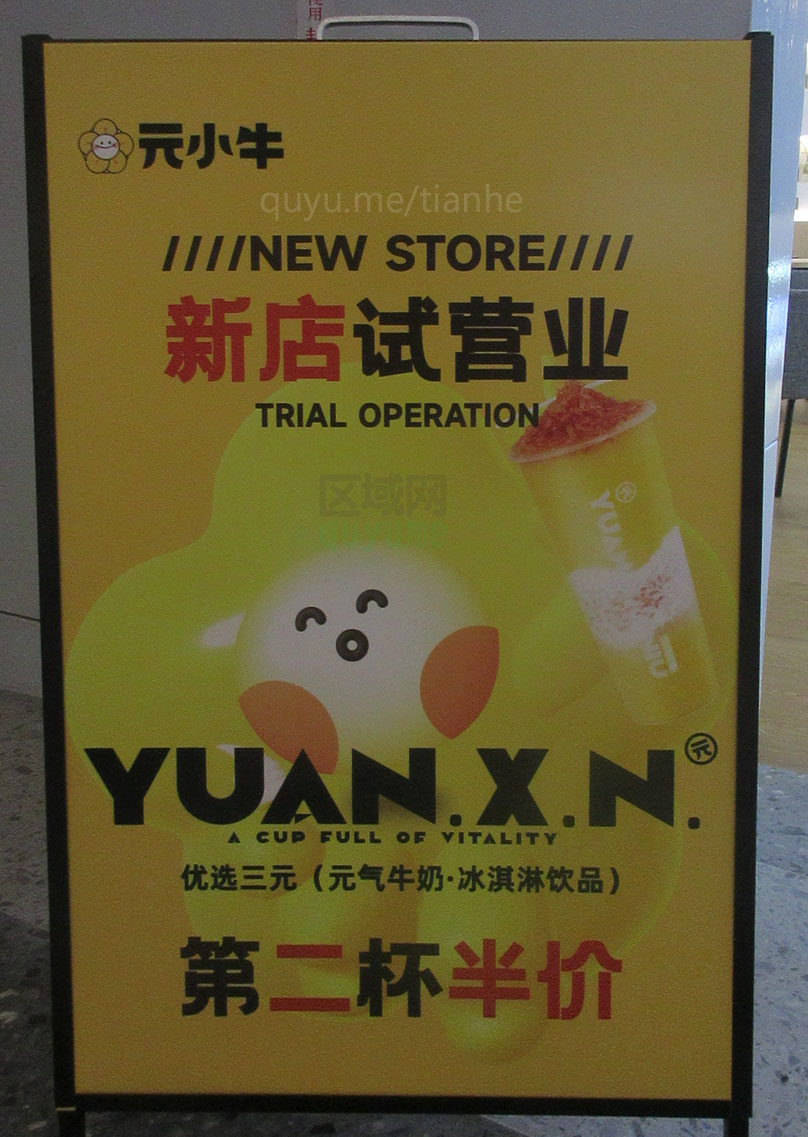 元小牛
quyu.me/tianhe
////NEW STORE////
新店试营业
TRIAL OPERATION
区域网
YUAN.X.N.
元
A CUP FULL OF VITALITY
优选三元（元气牛奶·冰淇淋饮品）
第二杯半价